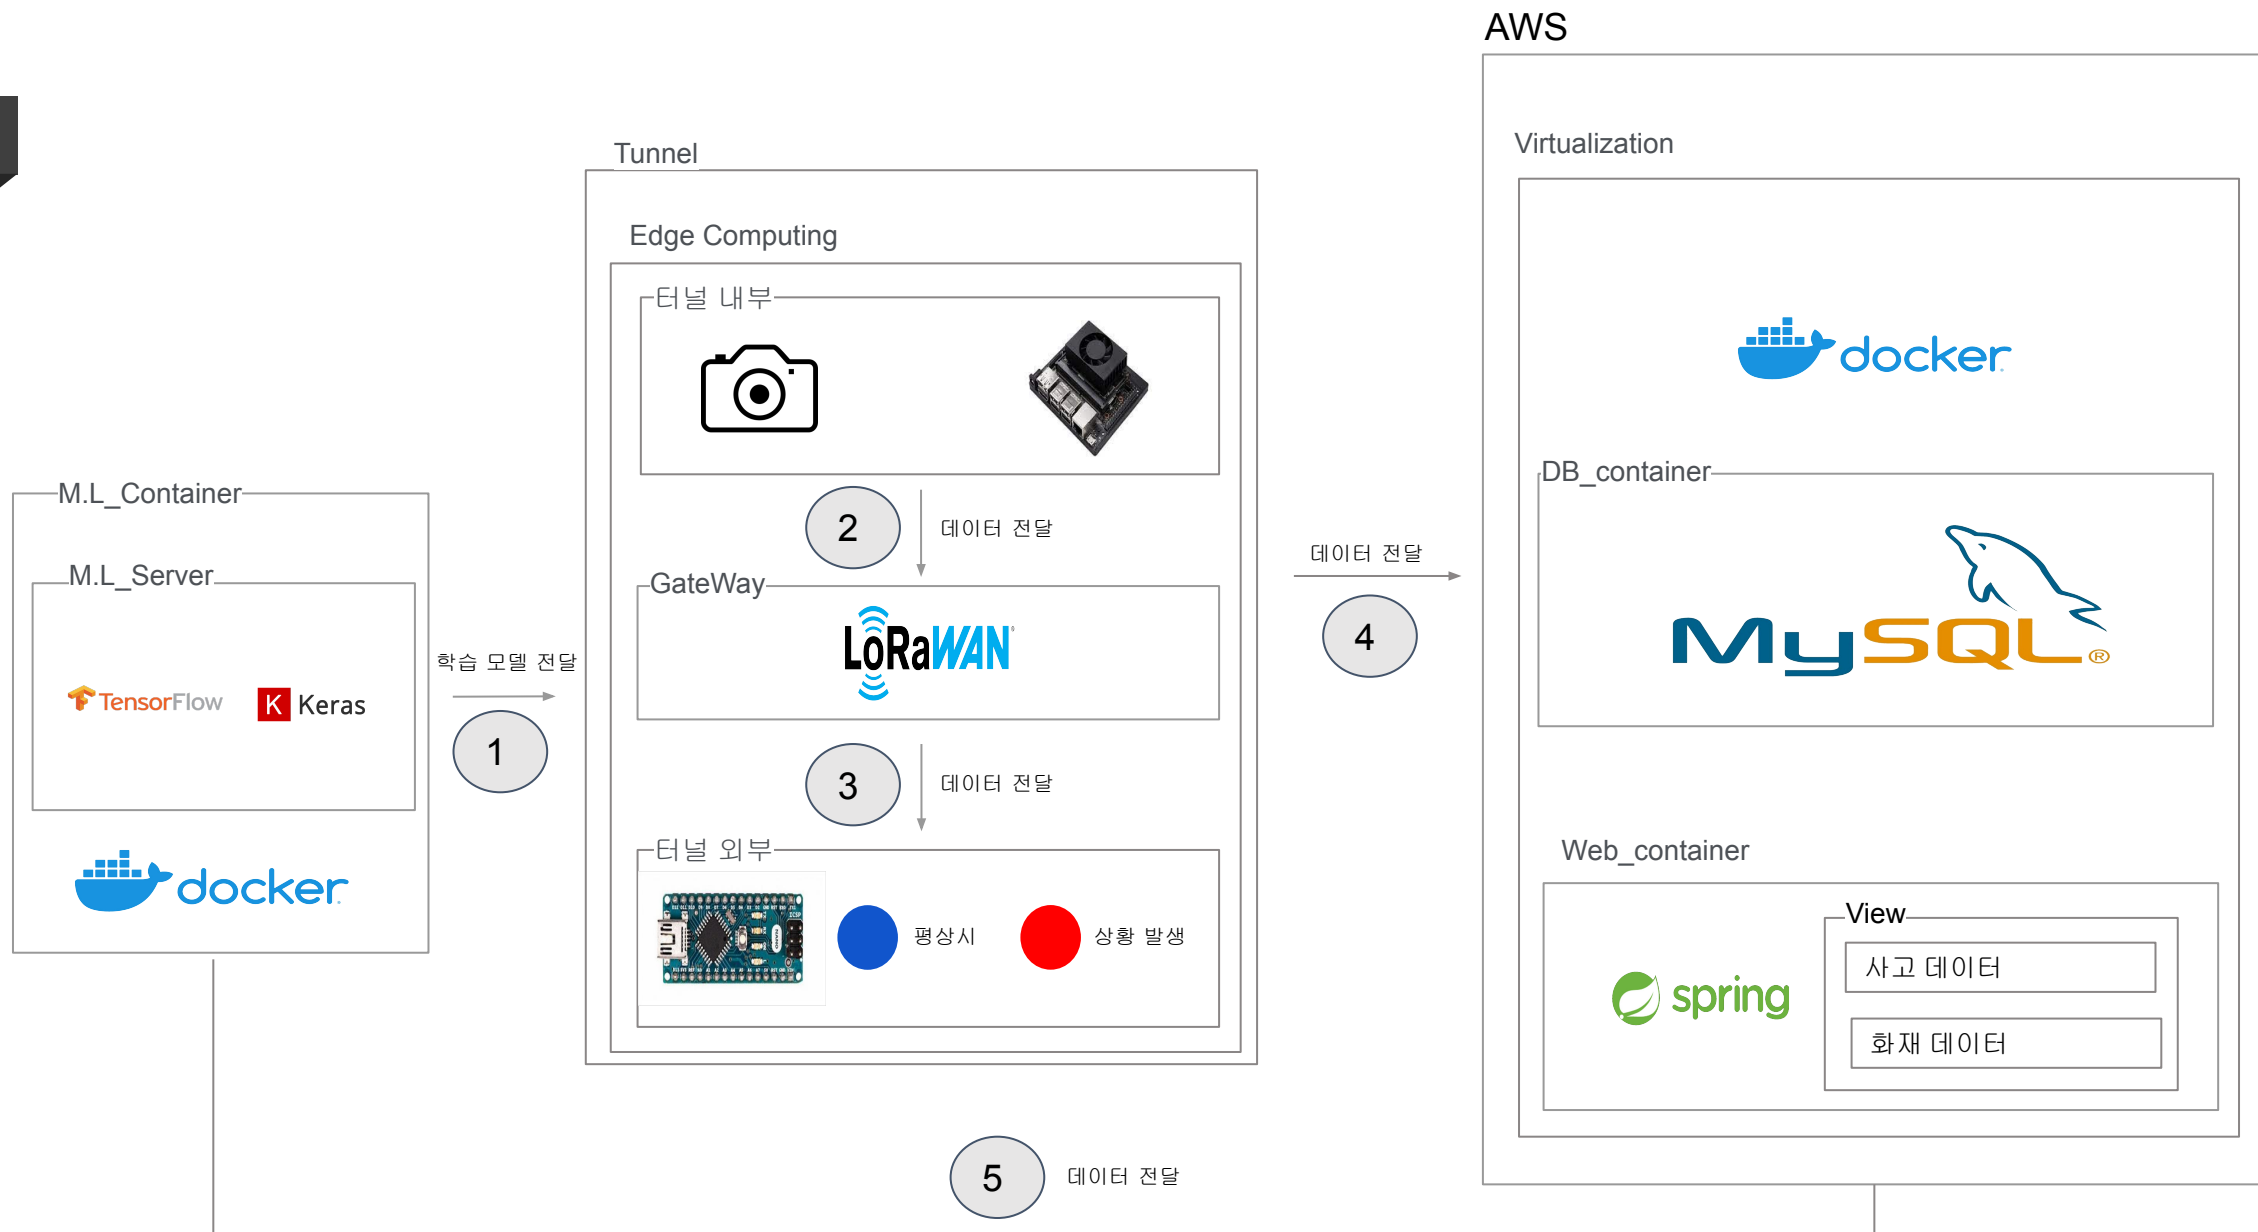 AWS
Virtualization
docker
DB_container
MySQL®
Web_container
spring
View
사고 데이터
화재 데이터
Tunnel
Edge Computing
터널 내부
2
데이터 전달
GateWay
LoRaWAN
3
데이터 전달
터널 외부
평상시
상황 발생
데이터 전달
4
M.L_Container
M.L_Server
TensorFlow
K Keras
docker
학습 모델 전달
1
5
데이터 전달